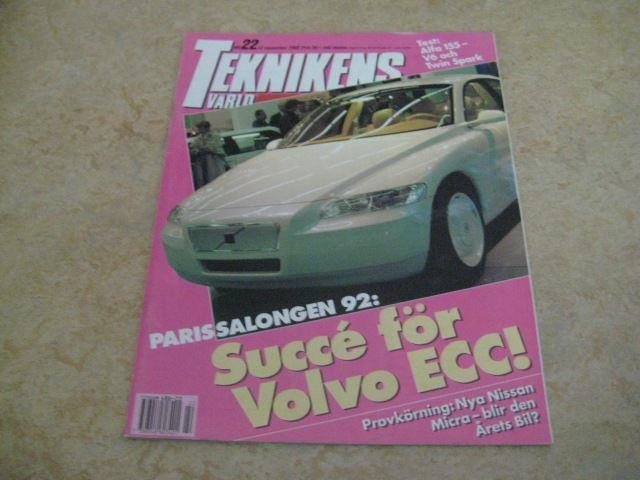 22
TEKNIKENS
VÄRLD
Test:
Alfa 155 –
V6 och
Twin Spark
PARISSALONGEN 92:
Succé för
Volvo ECC!
Provkörning: Nya Nissan
Micra – blir den
Årets Bil?